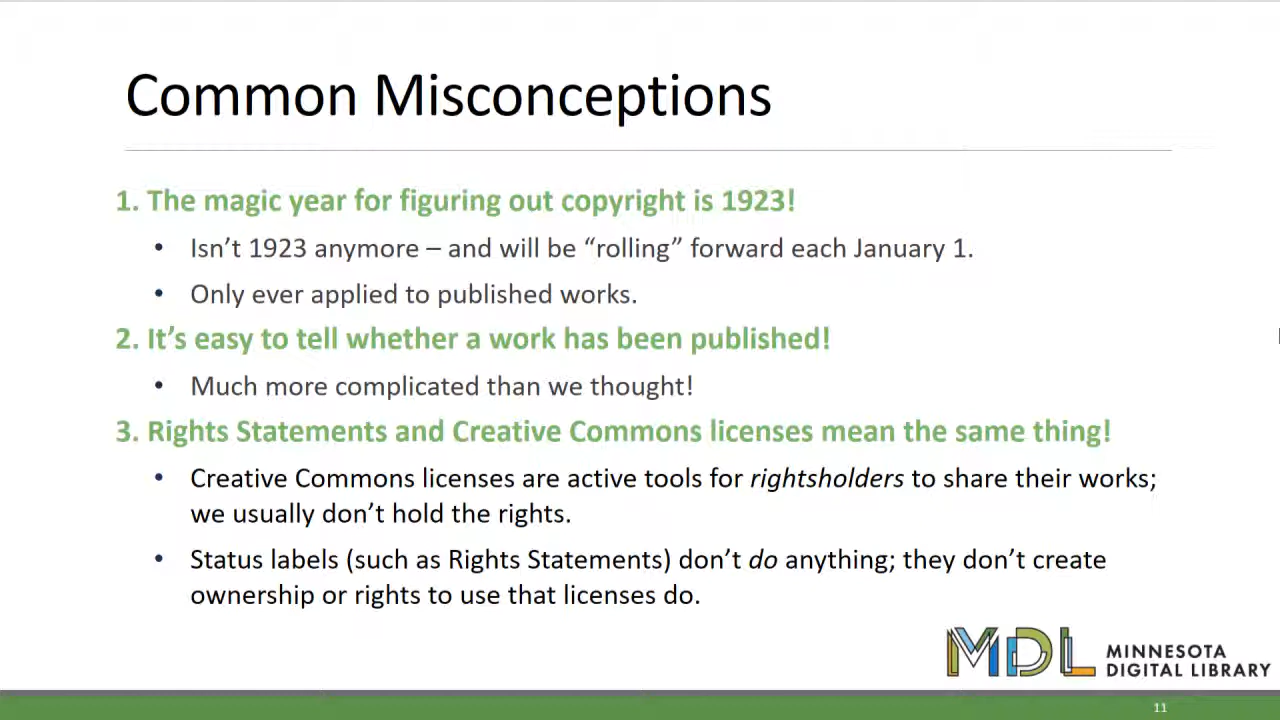 Common Misconceptions
1. The magic year for figuring out copyright is 1923!
• Isn’t 1923 anymore – and will be “rolling” forward each January 1.
• Only ever applied to published works.
2. It’s easy to tell whether a work has been published!
• Much more complicated than we thought!
3. Rights Statements and Creative Commons licenses mean the same thing!
• Creative Commons licenses are active tools for rightsholders to share their works;
we usually don’t hold the rights.
• Status labels (such as Rights Statements) don’t do anything; they don’t create
ownership or rights to use that licenses do.
MDL
MINNESOTA
DIGITAL LIBRARY
11